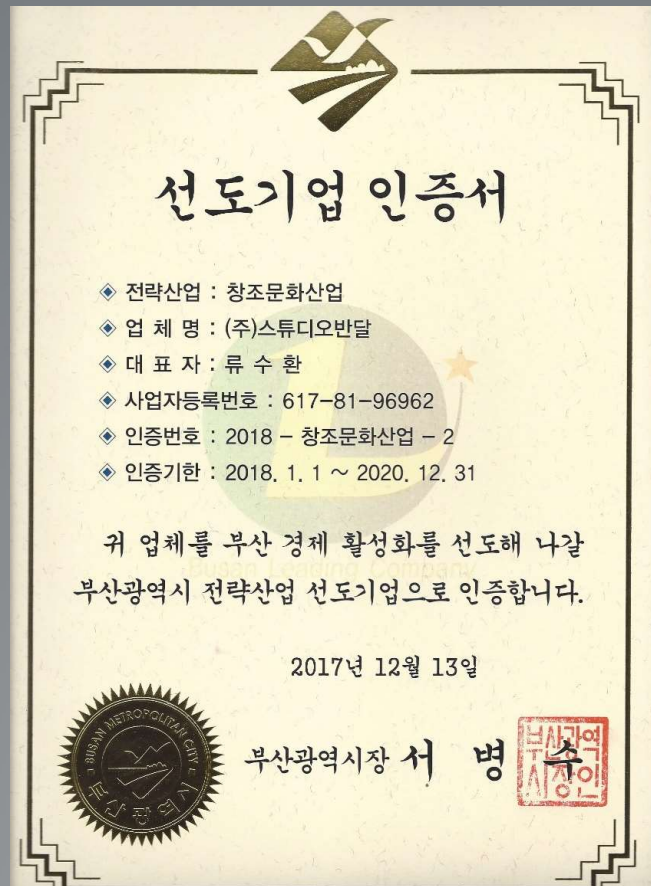 선도기업 인증서
◈ 전략산업 : 창조문화산업
◈ 업 체 명 : (주)스튜디오반달
◈ 대 표 자 : 류 수 환
◈ 사업자등록번호 : 617-81-96962
◈ 인증번호 : 2018 - 창조문화산업 - 2
◈ 인증기한 : 2018. 1. 1 ~ 2020. 12. 31
귀 업체를 부산 경제 활성화를 선도해 나갈
Busan Leading Company
부산광역시 전략산업 선도기업으로 인증합니다.
2017년 12월 13일
BUSAN METROPOLITAN CITY
부산광역시장 서 병 수
부산광역
시장인